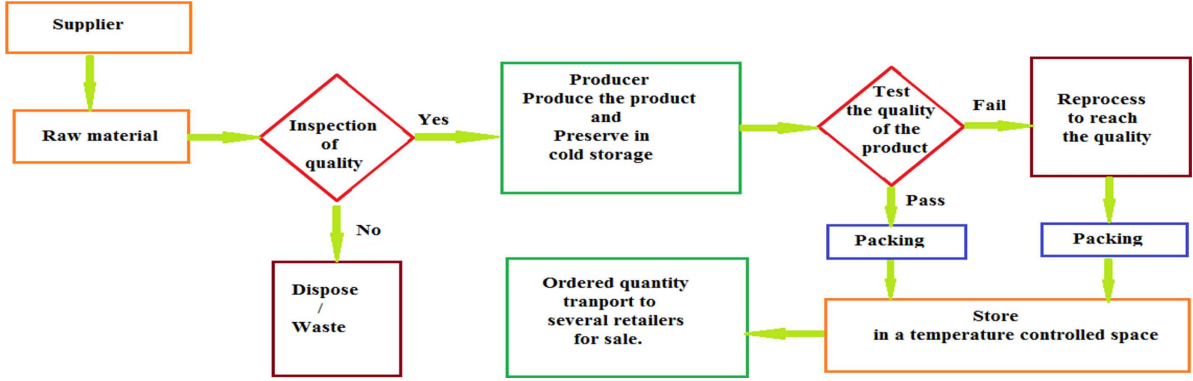 Supplier
Raw material
Inspection
of
quality
Yes
No
Dispose
/
Waste
Producer
Produce the product
and
Preserve in
cold storage
Test
the quality
of the
product
Fail
Reprocess
to reach
the quality
Pass
Packing
Packing
Store
in a temperature controlled space
Ordered quantity
tranport to
several retailers
for sale.